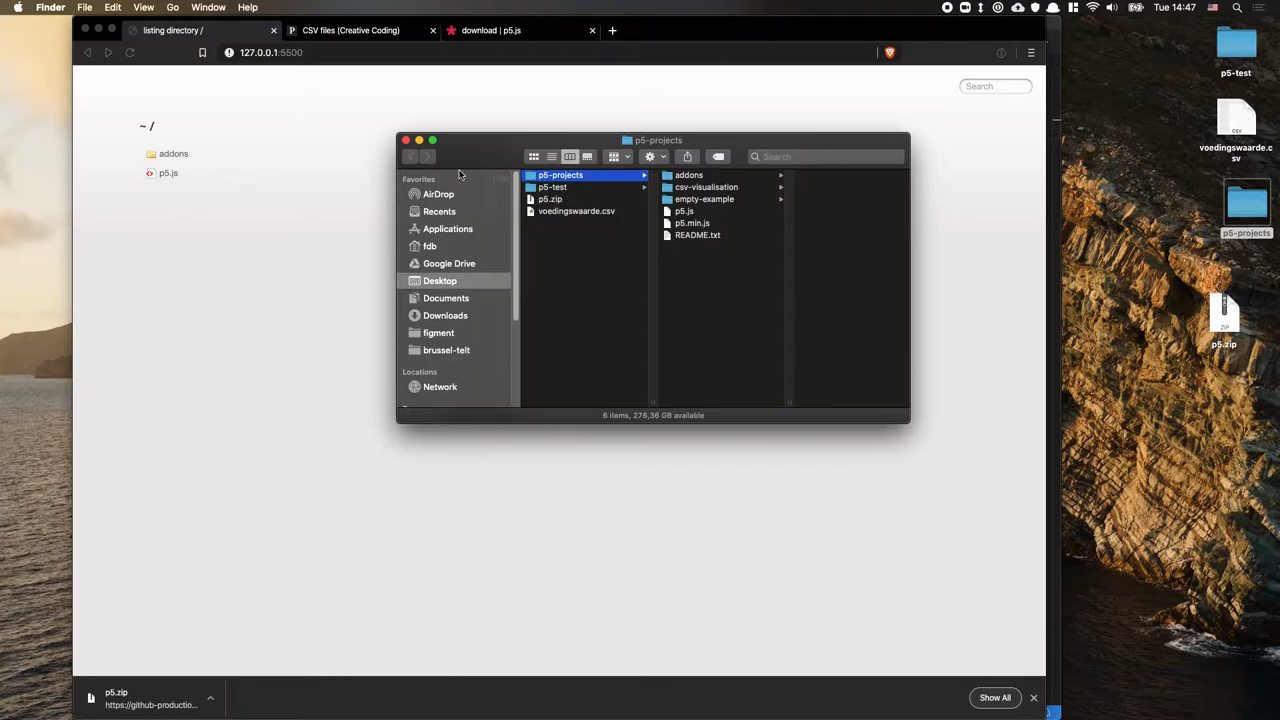 Finder File Edit View Go Window Help
Tue 14:47
listing directory /
CSV files (Creative Coding)
download | p5.js
127.0.0.1:5500
Search
~ /
addons
p5.js
p5-projects
Search
Favorites
AirDrop
Recents
Applications
fdb
Google Drive
Desktop
Documents
Downloads
figment
brussel-telt
Locations
Network
p5-projects
p5-test
p5.zip
voedingswaarde.csv
addons
csv-visualisation
empty-example
p5.js
p5.min.js
README.txt
6 items, 276,36 GB available
p5-test
CSV
voedingswaarde.c
sv
p5-projects
ZIP
p5.zip
p5.zip
https://github-productio...
Show All